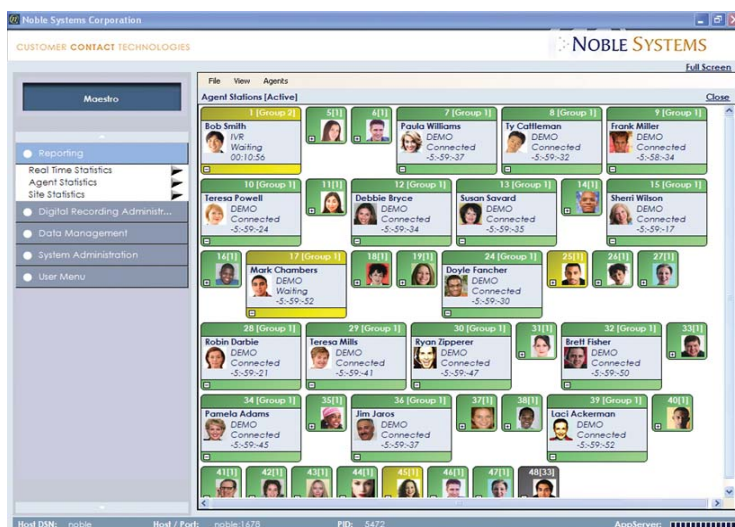 Noble Systems Corporation
CUSTOMER CONTACT TECHNOLOGIES
NOBLE SYSTEMS
Full Screen
Maestro
Reporting
Real Time Statistics
Agent Statistics
Site Statistics
Digital Recording Administr...
Data Management
System Administration
User Menu
File View Agents
Agent Stations [Active]
Close
1 [Group 2]
Bob Smith
IVR
Waiting
00:10:56
5[1]
6[1]
7 [Group 1]
Paula Williams
DEMO
Connected
-5:-59:-37
8 [Group 1]
Ty Cattleman
DEMO
Connected
-5:-59:-32
9 [Group 1]
Frank Miller
DEMO
Connected
-5:-58:-34
10 [Group 1]
Teresa Powell
DEMO
Connected
-5:-59:-24
11[1]
12 [Group 1]
Debbie Bryce
DEMO
Connected
-5:-59:-34
13 [Group 1]
Susan Savard
DEMO
Connected
-5:-59:-35
14[1]
15 [Group 1]
Sherri Wilson
DEMO
Connected
-5:-59:-17
16[1]
17 [Group 1]
Mark Chambers
DEMO
Waiting
-5:-59:-52
18[1]
19[1]
24 [Group 1]
Doyle Fancher
DEMO
Connected
-5:-59:-30
25[1]
26[1]
27[1]
28 [Group 1]
Robin Darbie
DEMO
Connected
-5:-59:-21
29 [Group 1]
Teresa Mills
DEMO
Connected
-5:-59:-41
30 [Group 1]
Ryan Zipperer
DEMO
Connected
-5:-59:-47
31[1]
32 [Group 1]
Brett Fisher
DEMO
Connected
-5:-59:-50
33[1]
34 [Group 1]
Pamela Adams
DEMO
Connected
-5:-59:-45
35[1]
36 [Group 1]
Jim Jaros
DEMO
Connected
-5:-59:-37
37[1]
38[1]
39 [Group 1]
Laci Ackerman
DEMO
Connected
-5:-59:-52
40[1]
41[1]
42[1]
43[1]
44[1]
45[1]
46[1]
47[1]
48[33]
Host DSN: noble
Host / Port: noble:1678
PID: 5472
AppServer: